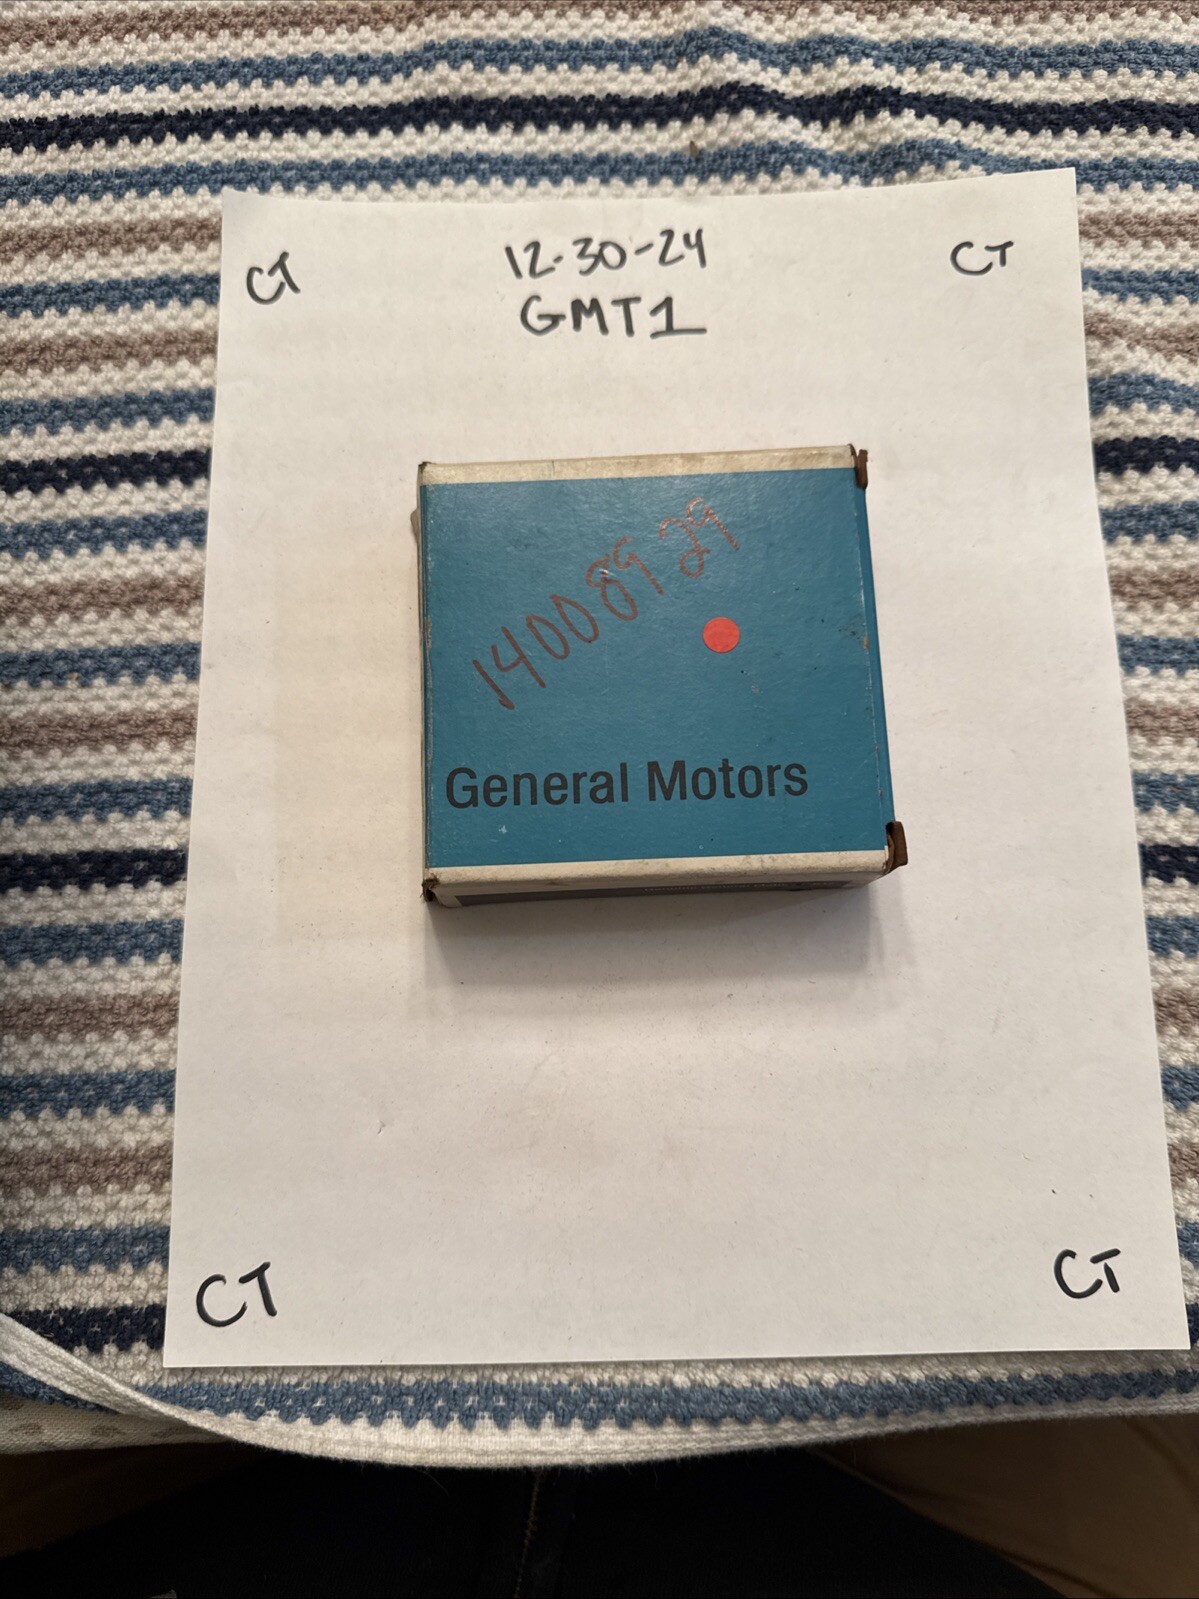 CT
12-30-24
CT
GMT1
14008929
General Motors
CT
CT